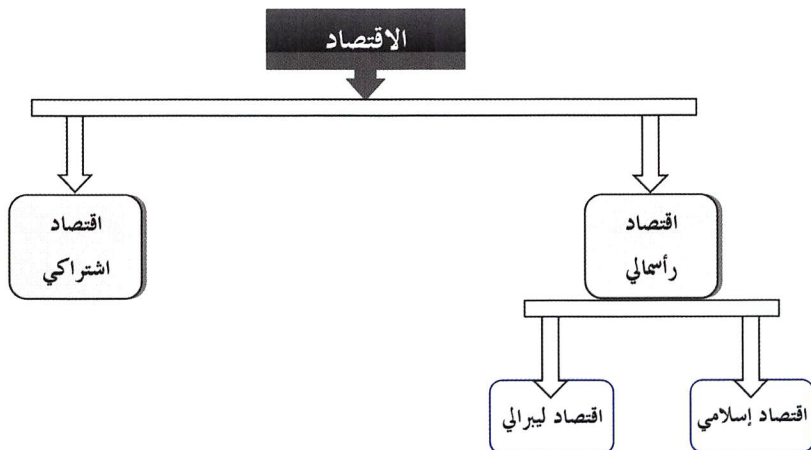 الاقتصاد
اقتصاد
رأسمالي
اقتصاد
اشتراكي
اقتصاد إسلامي
اقتصاد ليبرالي